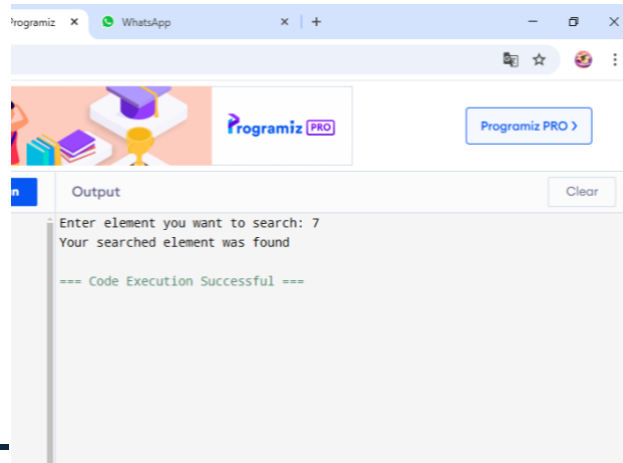 Programiz
WhatsApp
Programiz PRO
Programiz PRO
Output
Clear
Enter element you want to search: 7
Your searched element was found
=== Code Execution Successful ===